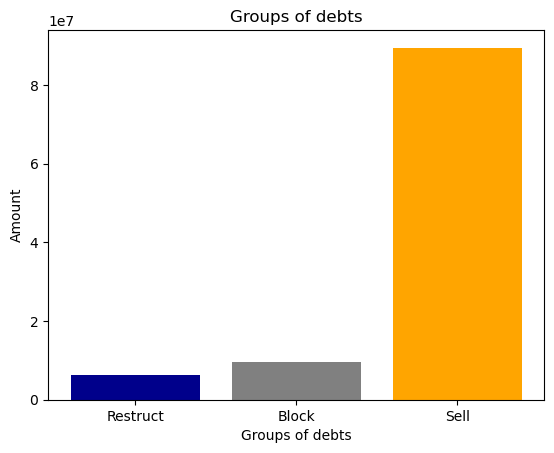 Groups of debts
1e7
8
6
4
2
0
Amount
Restruct Block Sell
Groups of debts